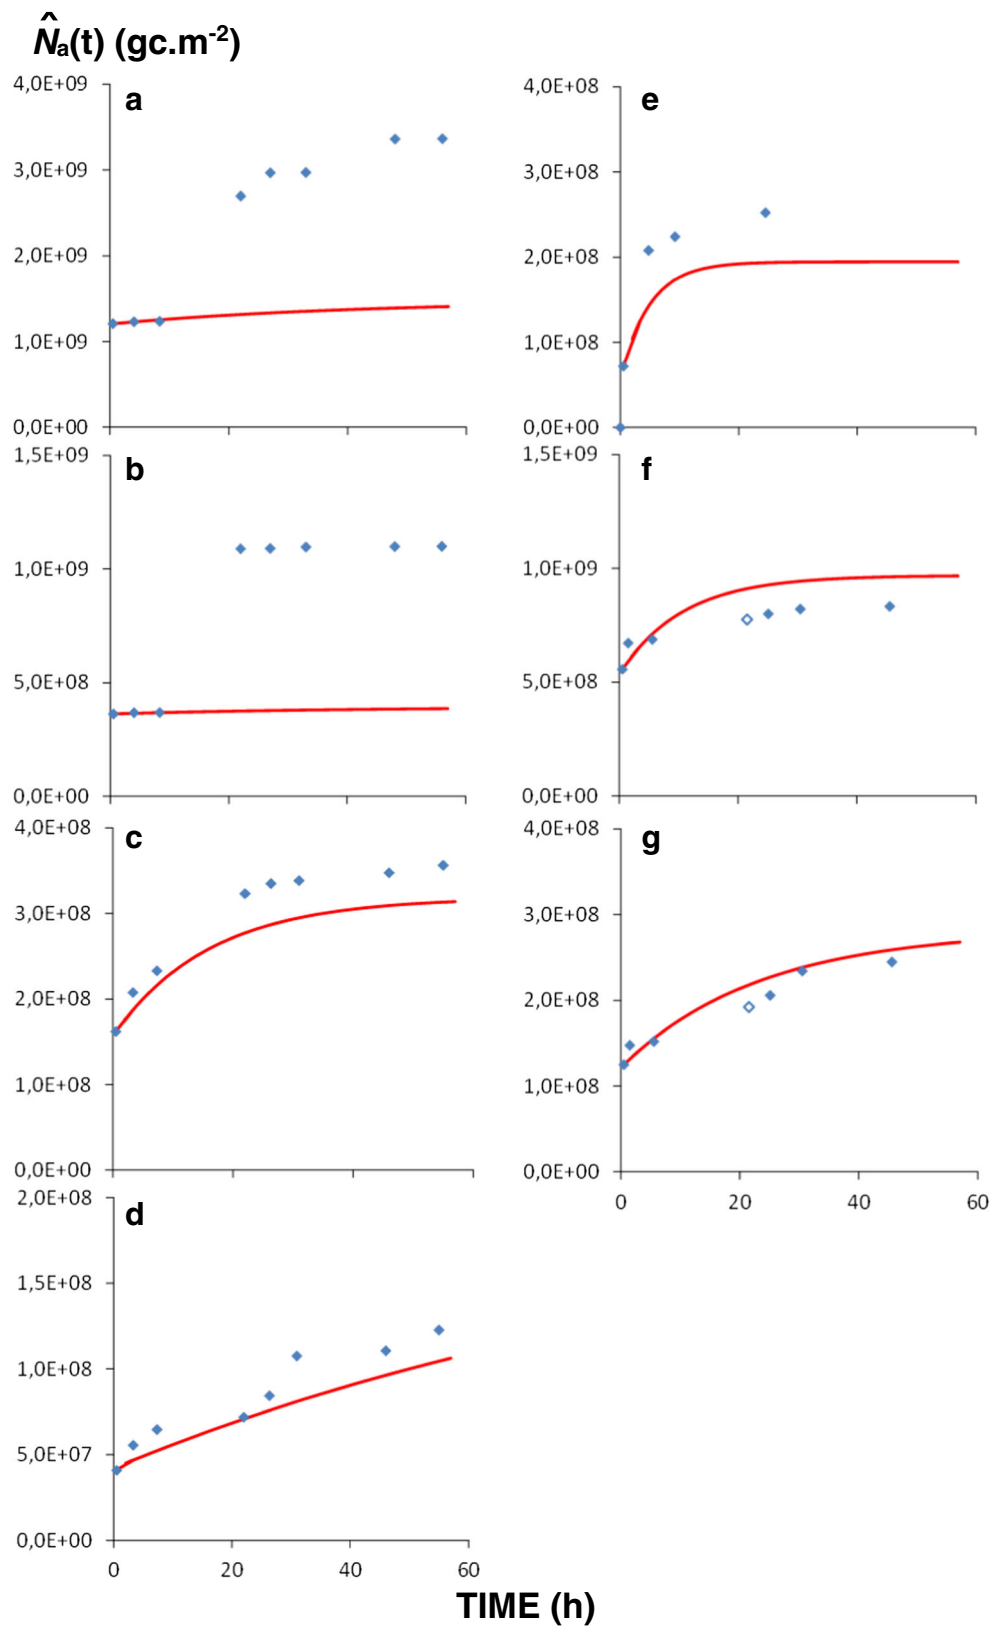 N̂a(t) (gc.m-2)
a
4,0E+09
3,0E+09
2,0E+09
1,0E+09
0,0E+00
b
1,5E+09
1,0E+09
5,0E+08
0,0E+00
c
4,0E+08
3,0E+08
2,0E+08
1,0E+08
0,0E+00
d
2,0E+08
1,5E+08
1,0E+08
5,0E+07
0,0E+00
0 20 40 60
e
4,0E+08
3,0E+08
2,0E+08
1,0E+08
0,0E+00
f
1,5E+09
1,0E+09
5,0E+08
0,0E+00
g
4,0E+08
3,0E+08
2,0E+08
1,0E+08
0,0E+00
0 20 40 60
TIME (h)